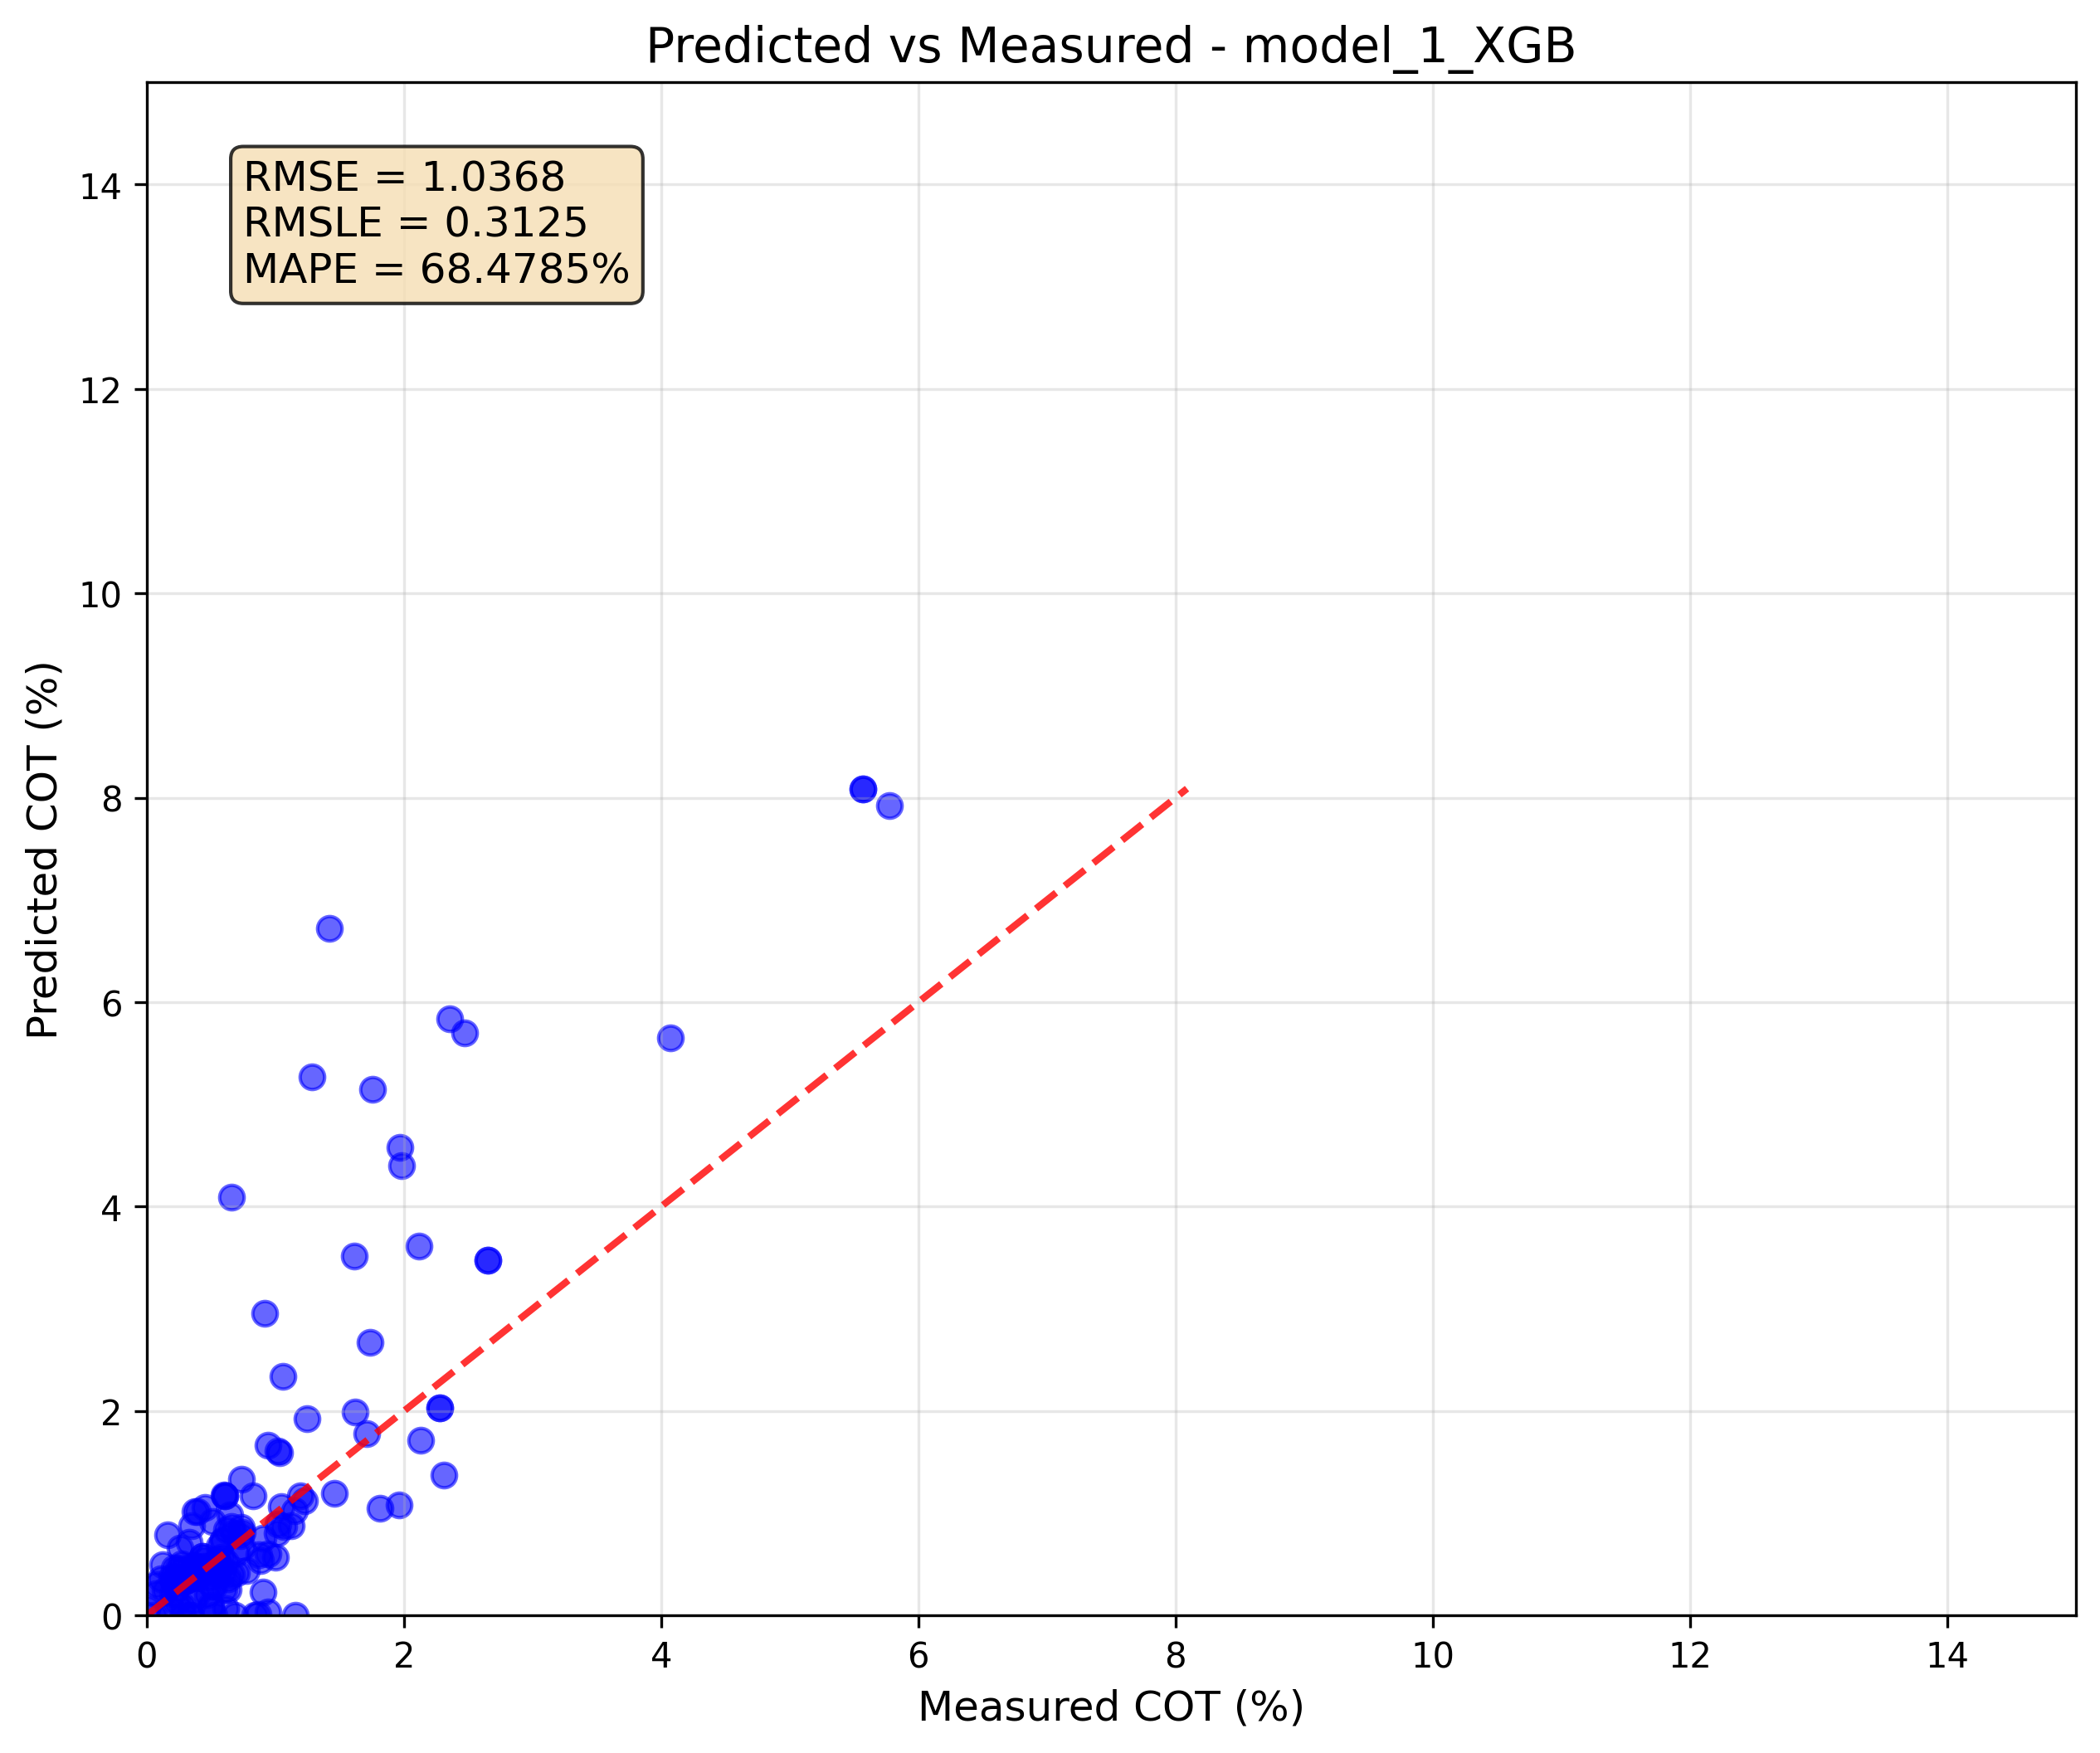 Predicted vs Measured - model_1_XGB
RMSE = 1.0368
RMSLE = 0.3125
MAPE = 68.4785%
Predicted COT (%)
14
12
10
8
6
4
2
0
0 2 4 6 8 10 12 14
Measured COT (%)